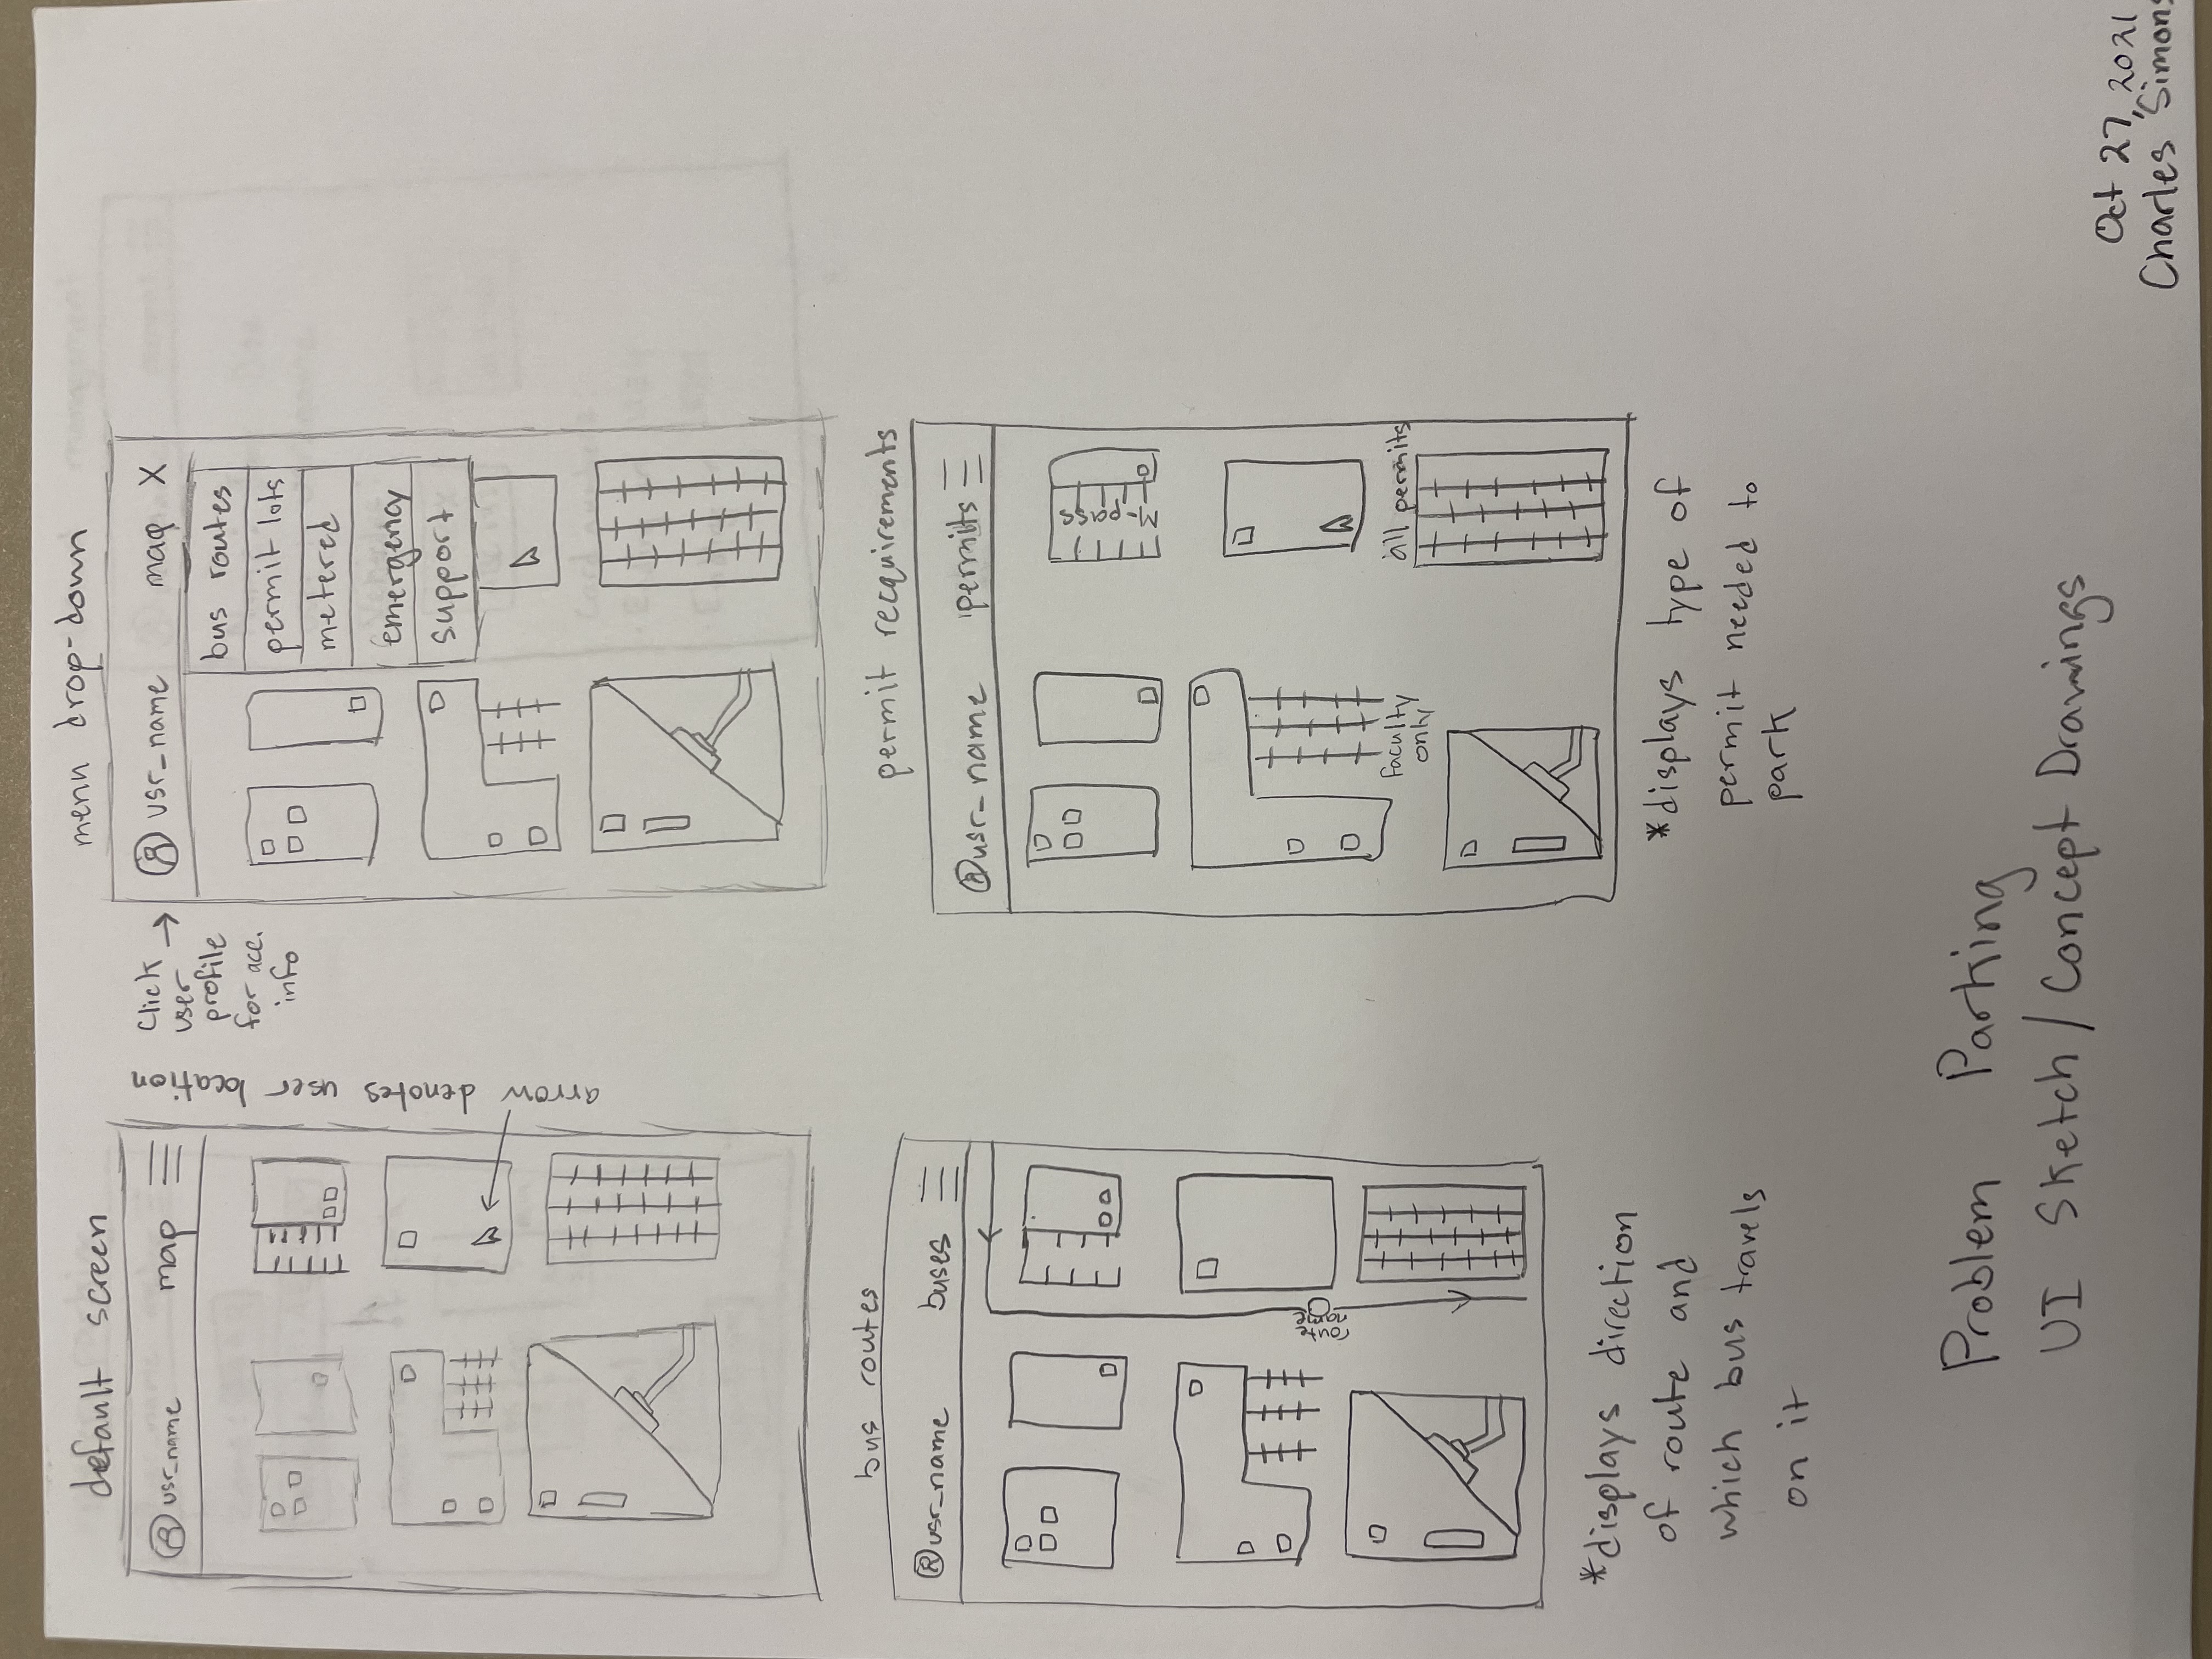 default screen
usr_name map
arrow denotes user location
menu drop-down
Click
user
profile
for acc.
info
usr_name map X
bus routes
permit lots
metered
emergency
support
bus routes
usr_name buses
route
name
*displays direction
of route and
which bus travels
on it
permit recquirements
usr_name permits
M-pass
Faculty
only
all permits
*displays type of
permit needed to
park
Problem Parking
UI Sketch/Concept Drawings
Oct 27, 2021
Charles Simons